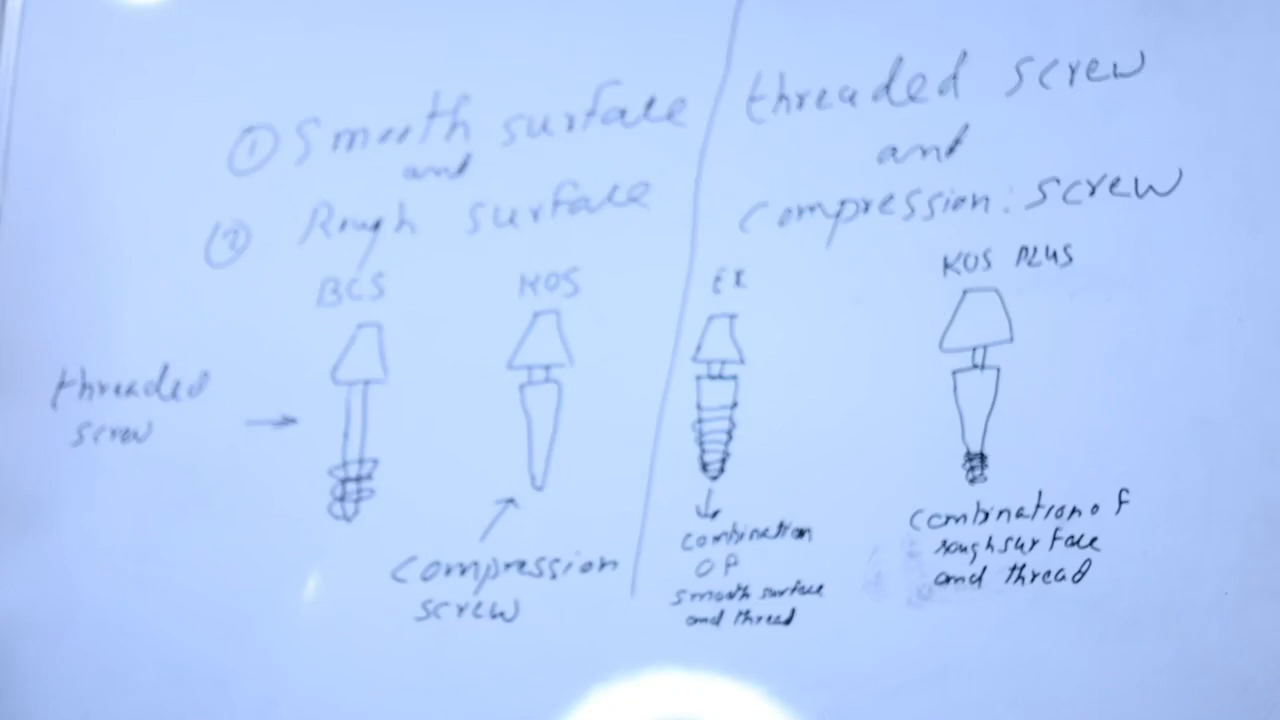 ① Smooth surface
and
② Rough surface
threaded screw
and
compression: screw
BCS
KOS
EX
KOS PLUS
threaded
screw
compression
screw
combination
OF
smooth surface
and thread
combination of
rough surface
and thread